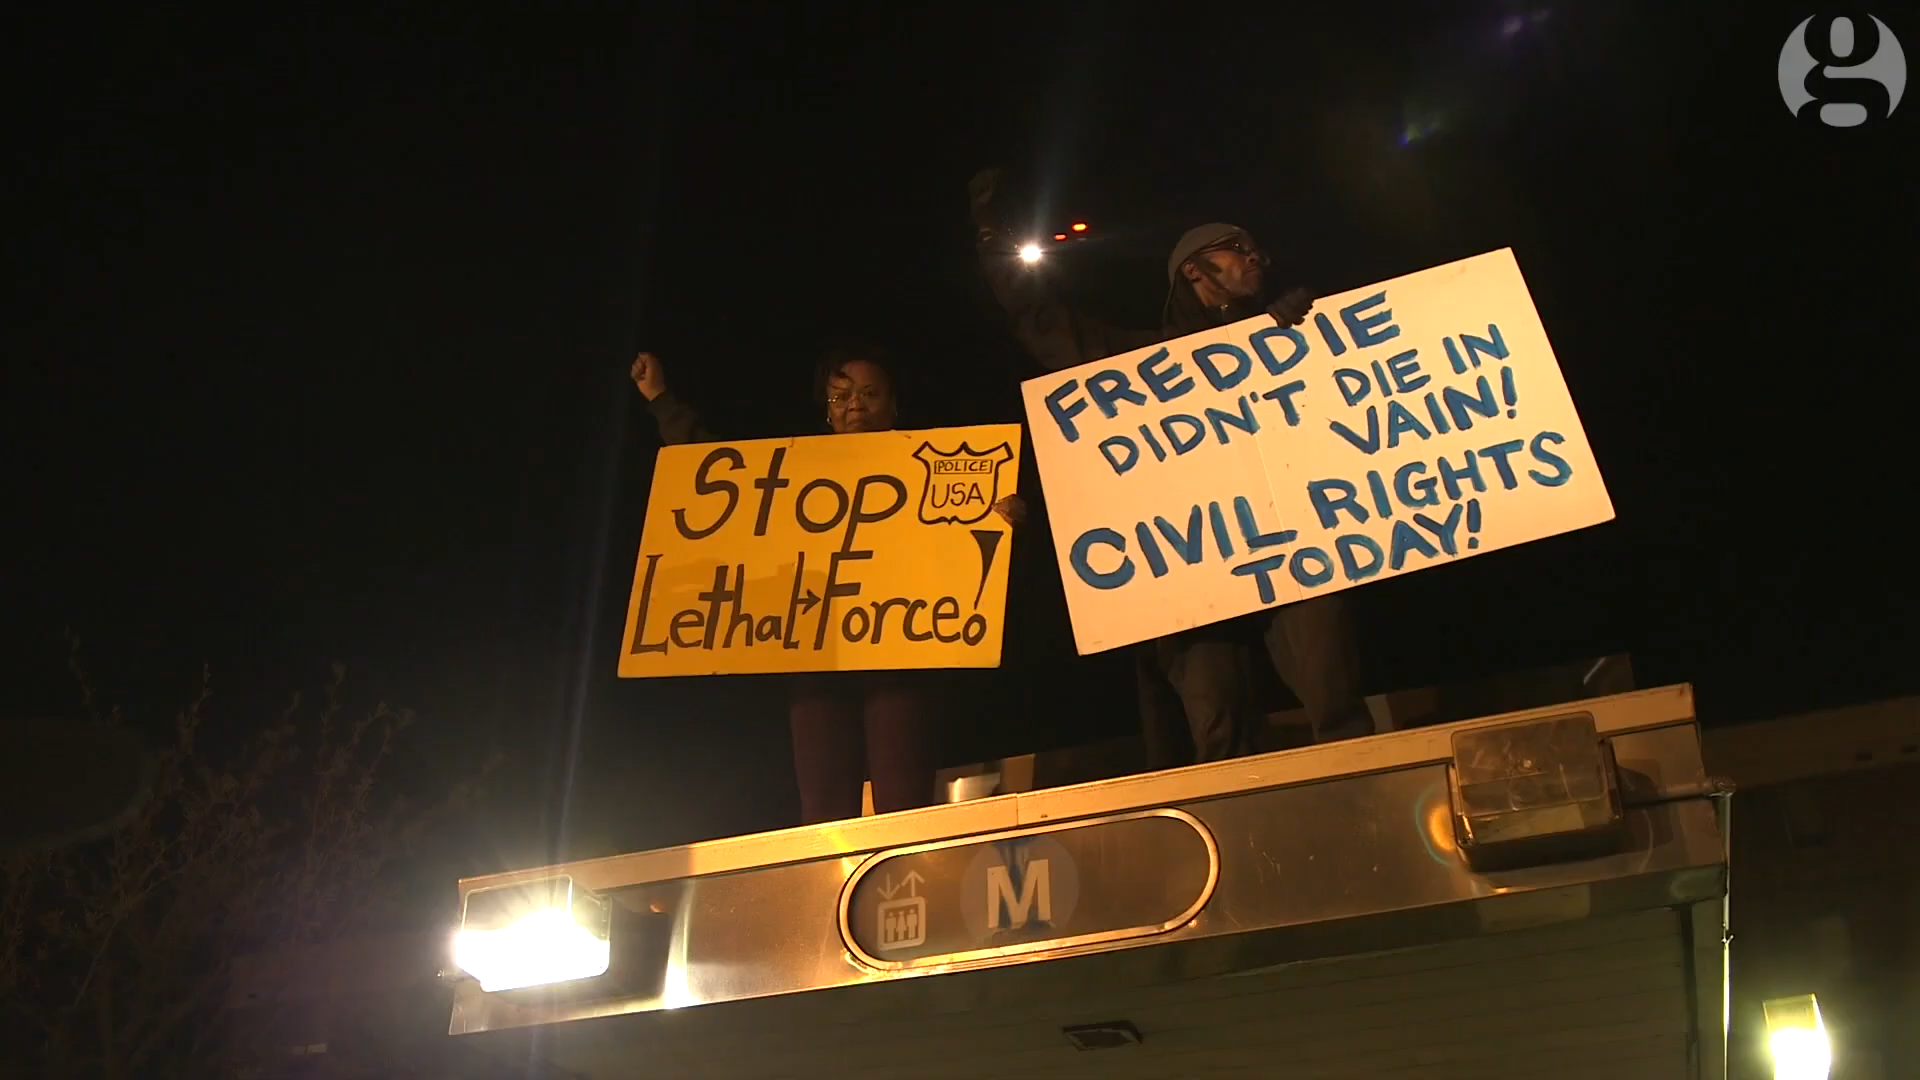 Stop
POLICE
USA
Lethal Force!
FREDDIE
DIDN'T DIE IN
VAIN!
CIVIL RIGHTS
TODAY!
M
g